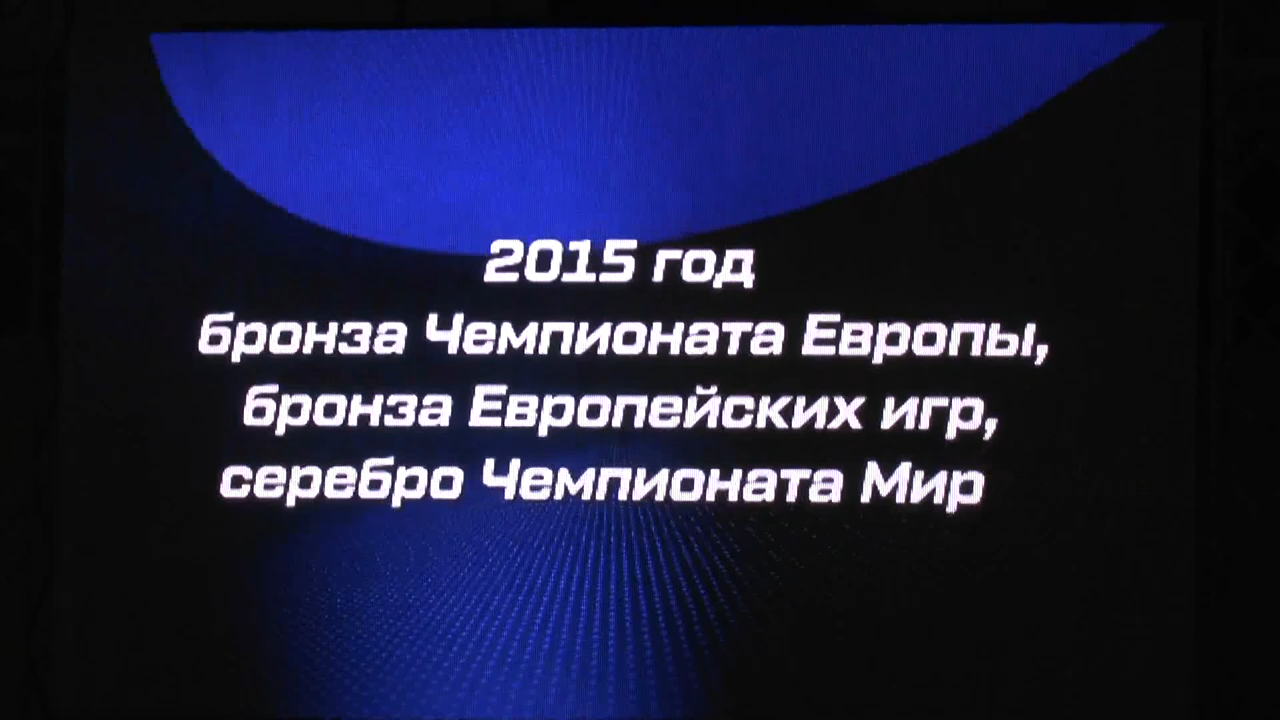 2015 год
бронза Чемпионата Европы,
бронза Европейских игр,
серебро Чемпионата Мир